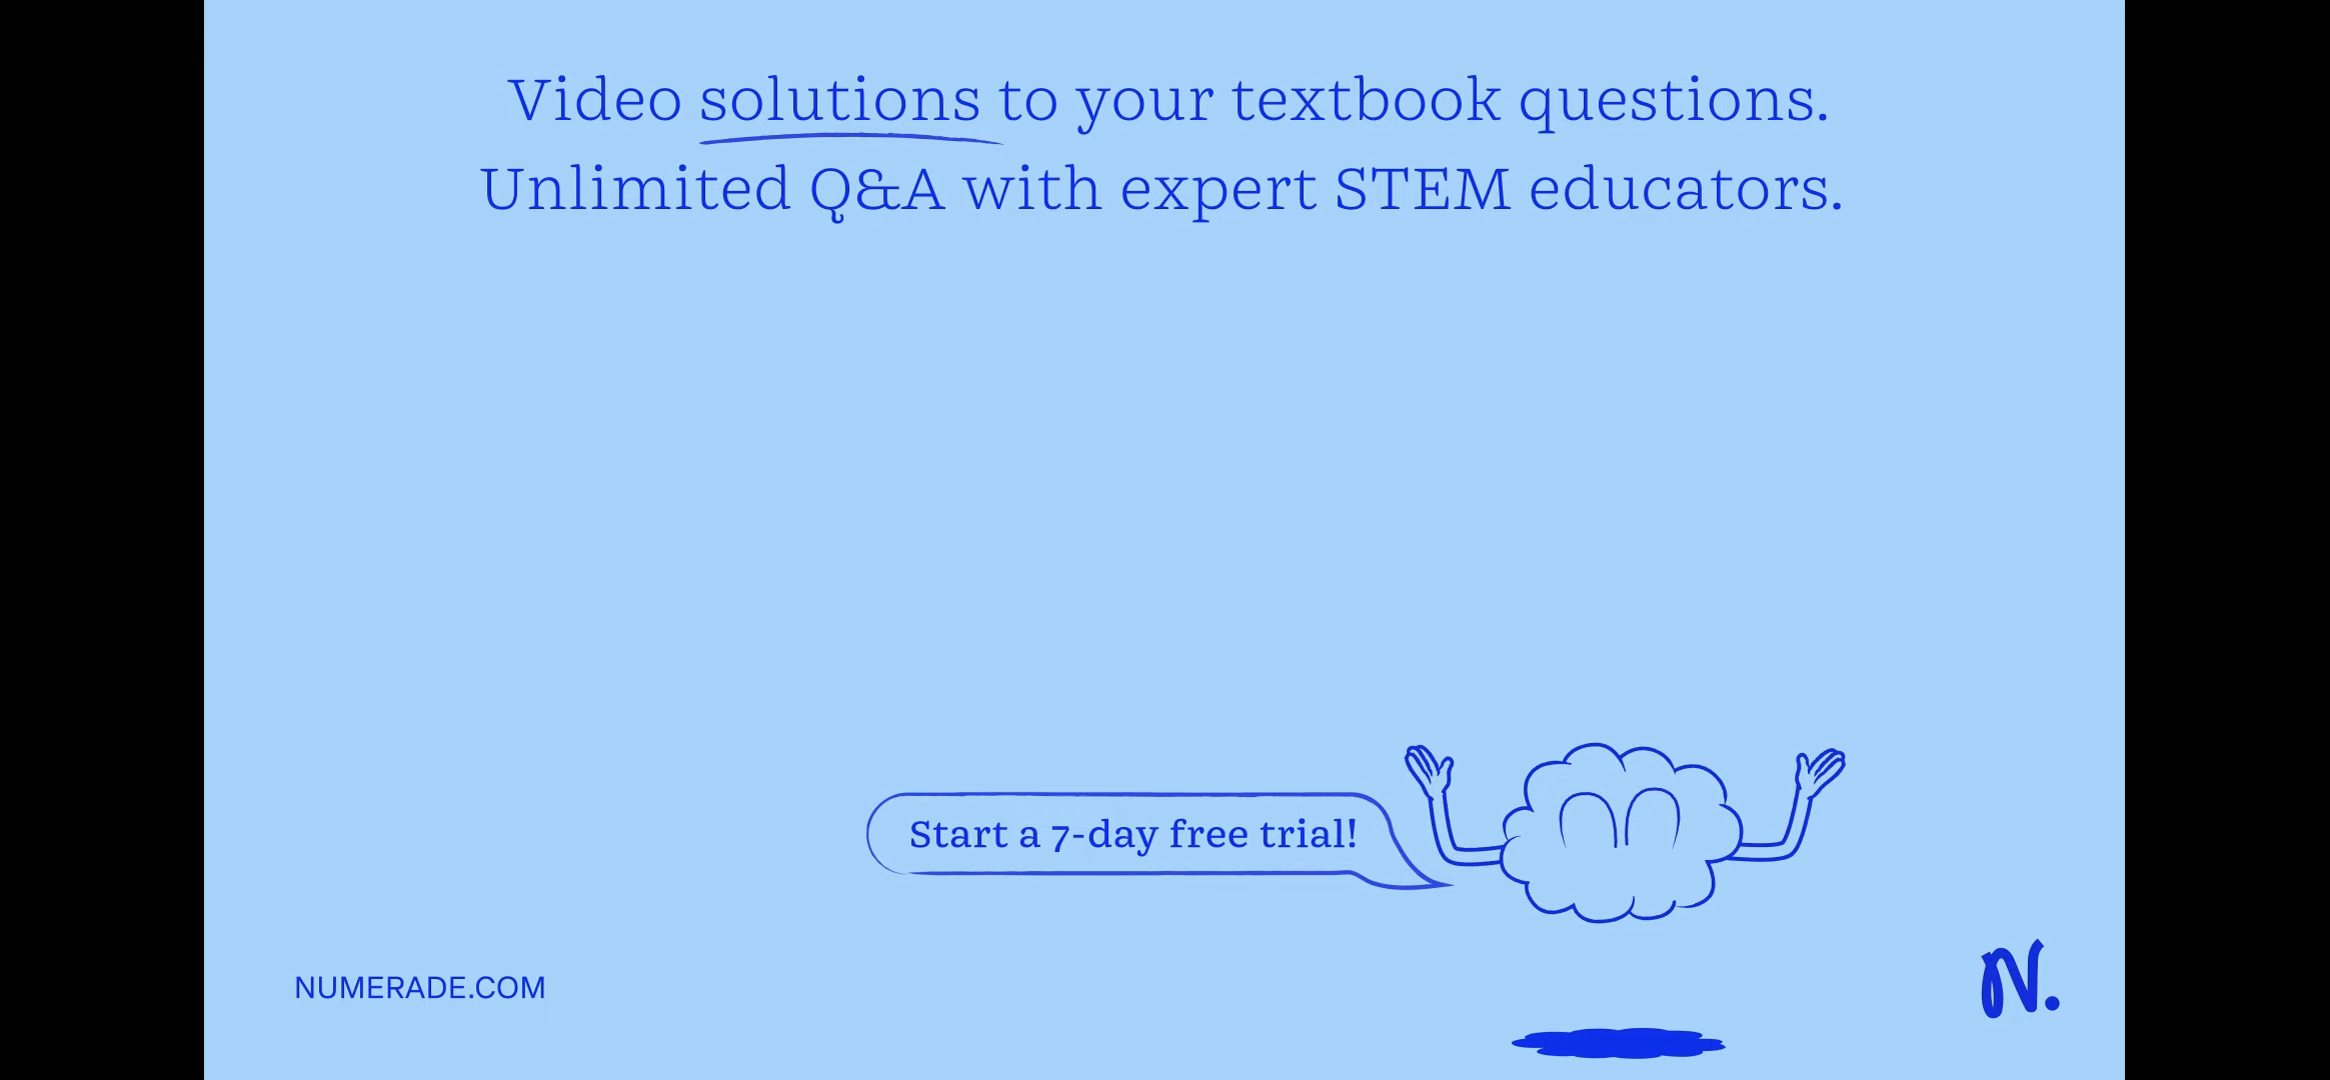 Video solutions to your textbook questions.
Unlimited Q&A with expert STEM educators.
Start a 7-day free trial!
NUMERADE.COM
N.